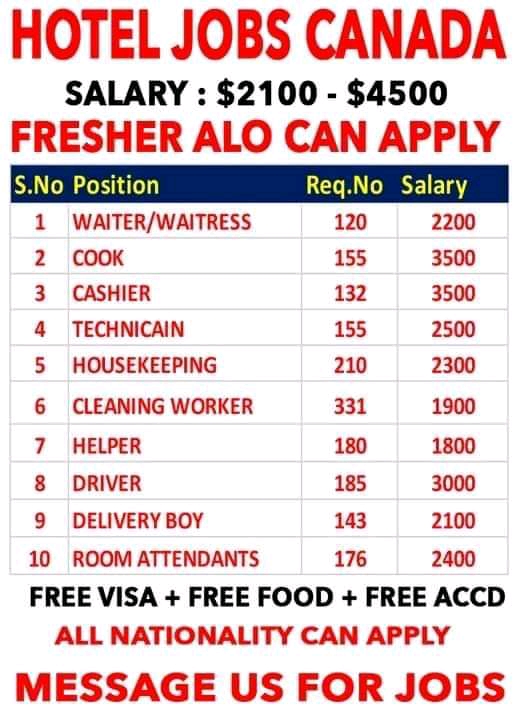 HOTEL JOBS CANADA
SALARY : $2100 - $4500
FRESHER ALO CAN APPLY
S.No Position Req.No Salary
1 WAITER/WAITRESS 120 2200
2 COOK 155 3500
3 CASHIER 132 3500
4 TECHNICAIN 155 2500
5 HOUSEKEEPING 210 2300
6 CLEANING WORKER 331 1900
7 HELPER 180 1800
8 DRIVER 185 3000
9 DELIVERY BOY 143 2100
10 ROOM ATTENDANTS 176 2400
FREE VISA + FREE FOOD + FREE ACCD
ALL NATIONALITY CAN APPLY
MESSAGE US FOR JOBS